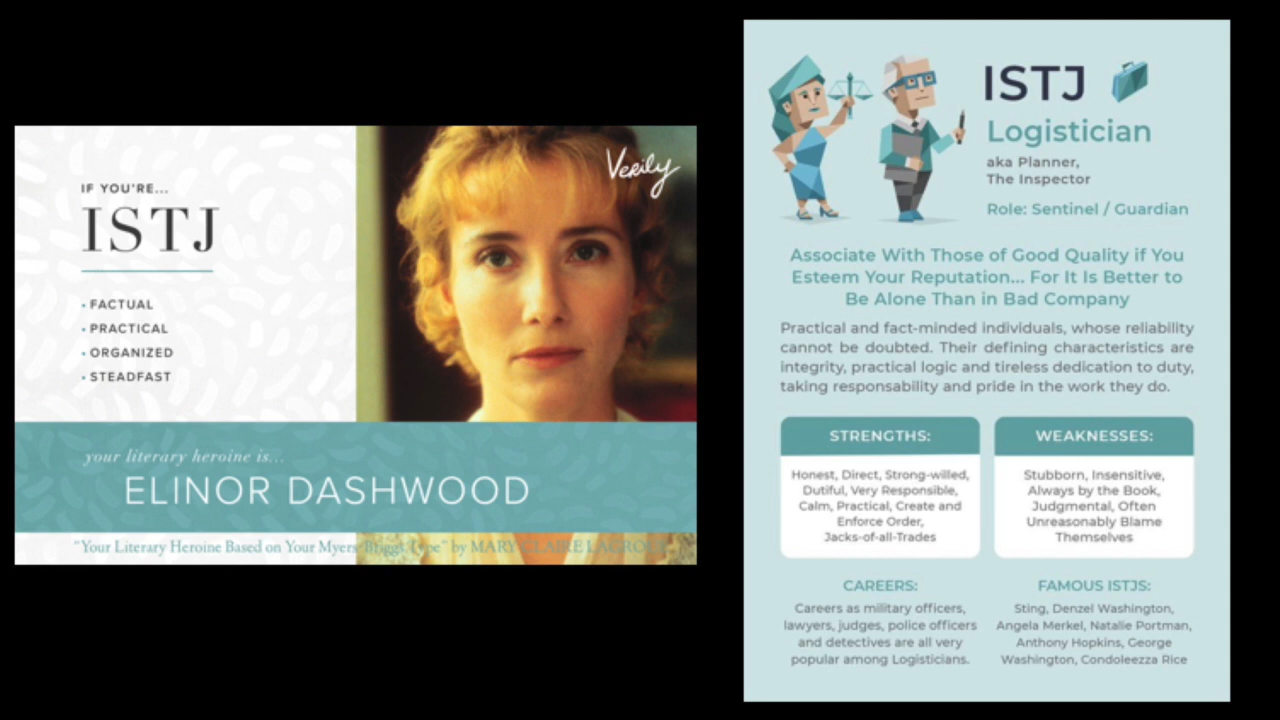 IF YOU'RE...
ISTJ
• FACTUAL
• PRACTICAL
• ORGANIZED
• STEADFAST
Verily
your literary heroine is...
ELINOR DASHWOOD
"Your Literary Heroine Based on Your Myers-Briggs Type" by MARY CLAIRE LAGROUE
ISTJ
Logistician
aka Planner,
The Inspector
Role: Sentinel / Guardian
Associate With Those of Good Quality if You
Esteem Your Reputation... For It Is Better to
Be Alone Than in Bad Company
Practical and fact-minded individuals, whose reliability
cannot be doubted. Their defining characteristics are
integrity, practical logic and tireless dedication to duty,
taking responsability and pride in the work they do.
STRENGTHS:
Honest, Direct, Strong-willed,
Dutiful, Very Responsible,
Calm, Practical, Create and
Enforce Order,
Jacks-of-all-Trades
WEAKNESSES:
Stubborn, Insensitive,
Always by the Book,
Judgmental, Often
Unreasonably Blame
Themselves
CAREERS:
Careers as military officers,
lawyers, judges, police officers
and detectives are all very
popular among Logisticians.
FAMOUS ISTJS:
Sting, Denzel Washington,
Angela Merkel, Natalie Portman,
Anthony Hopkins, George
Washington, Condoleezza Rice